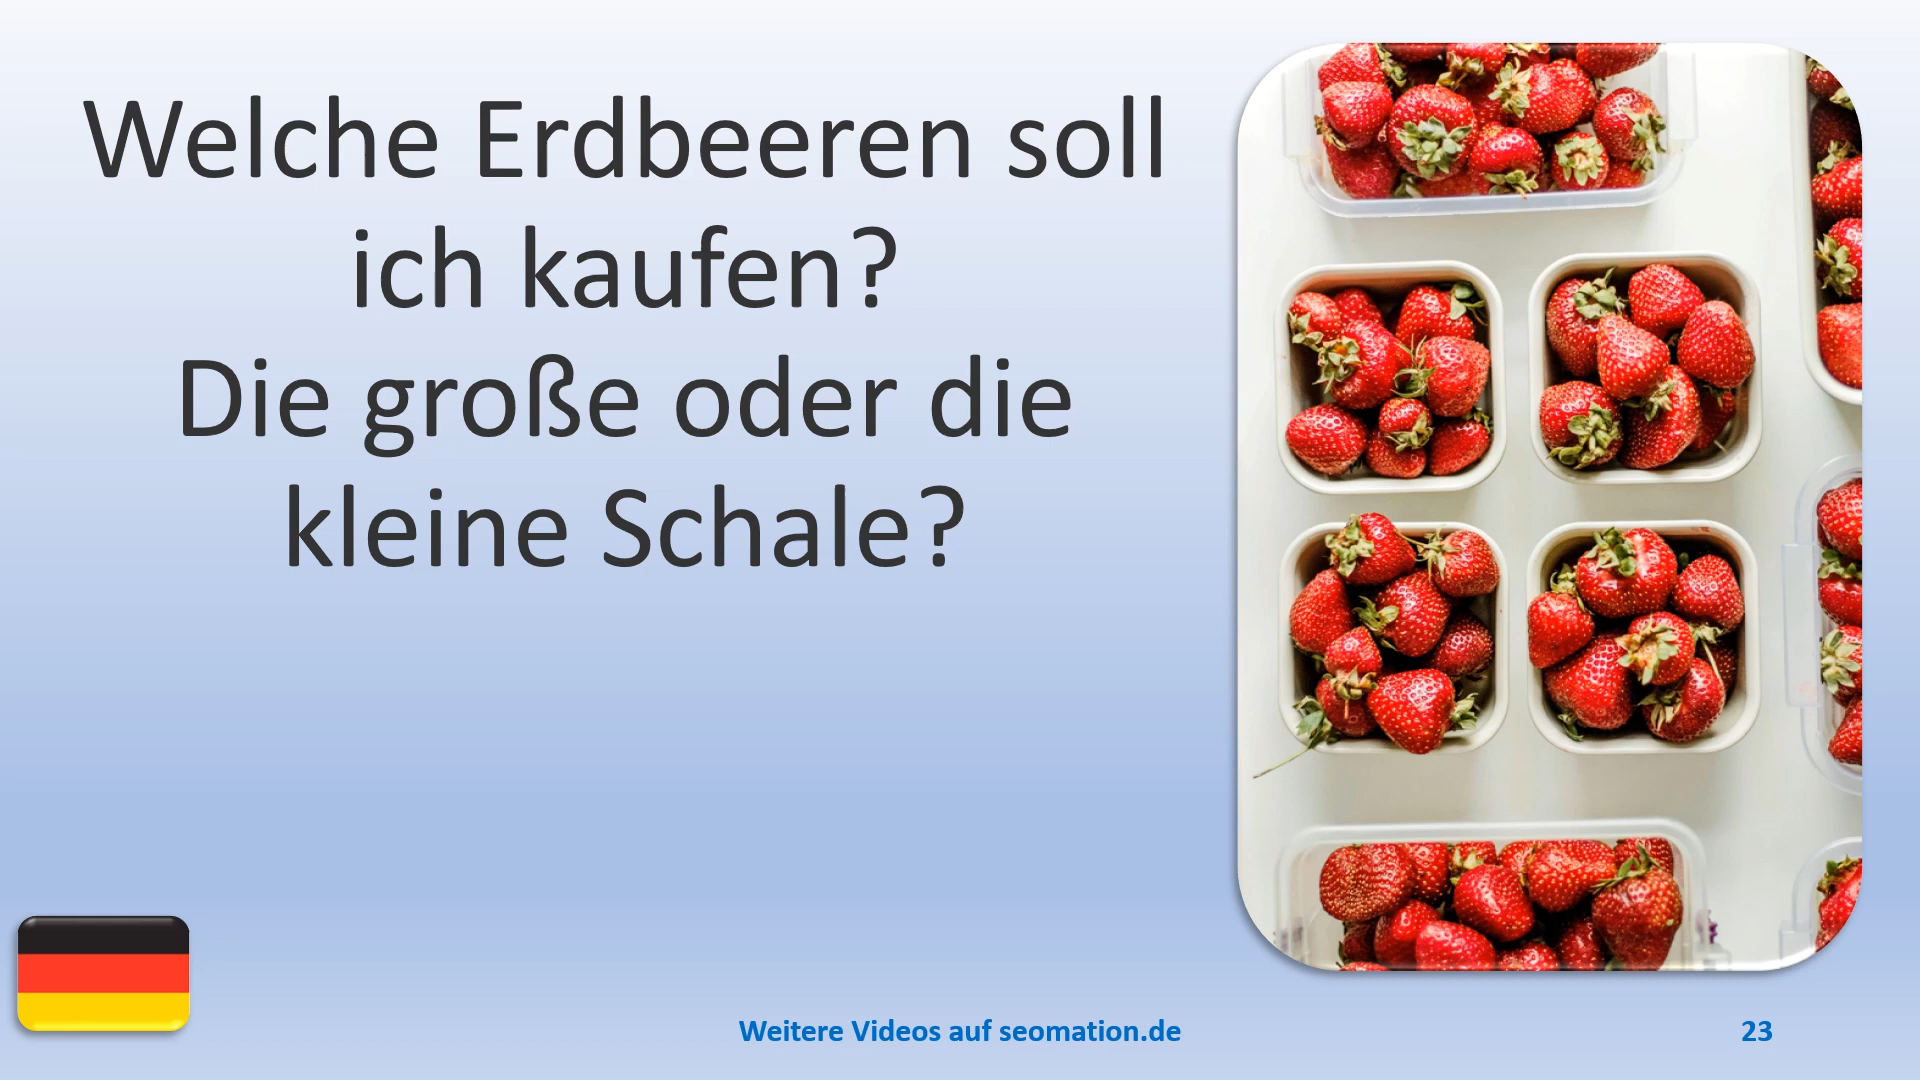 Welche Erdbeeren soll
ich kaufen?
Die große oder die
kleine Schale?
Weitere Videos auf seomation.de
23